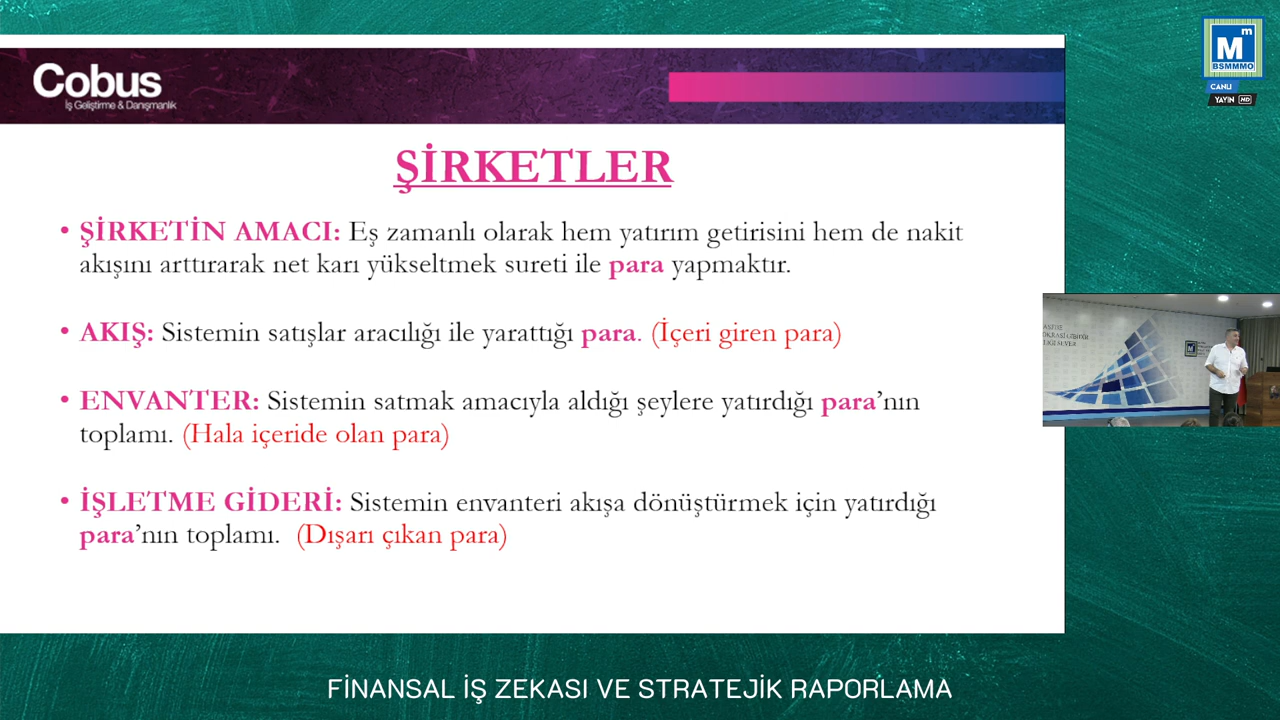 Cobus
İş Geliştirme & Danışmanlık
M m
BSMMMO
CANLI
YAYIN HD
ŞİRKETLER
• ŞİRKETİN AMACI: Eş zamanlı olarak hem yatırım getirisini hem de nakit
akışını arttırarak net karı yükseltmek sureti ile para yapmaktır.
• AKIŞ: Sistemin satışlar aracılığı ile yarattığı para. (İçeri giren para)
• ENVANTER: Sistemin satmak amacıyla aldığı şeylere yatırdığı para’nın
toplamı. (Hala içeride olan para)
• İŞLETME GİDERİ: Sistemin envanteri akışa dönüştürmek için yatırdığı
para’nın toplamı. (Dışarı çıkan para)
FİNANSAL İŞ ZEKASI VE STRATEJİK RAPORLAMA